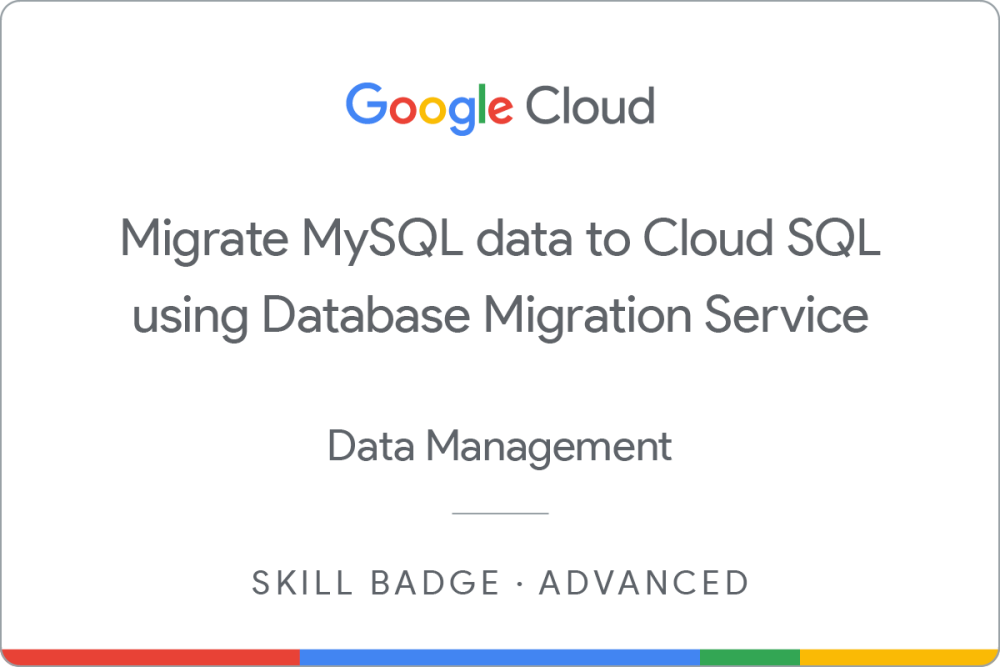 Google Cloud
Migrate MySQL data to Cloud SQL
using Database Migration Service
Data Management
SKILL BADGE · ADVANCED